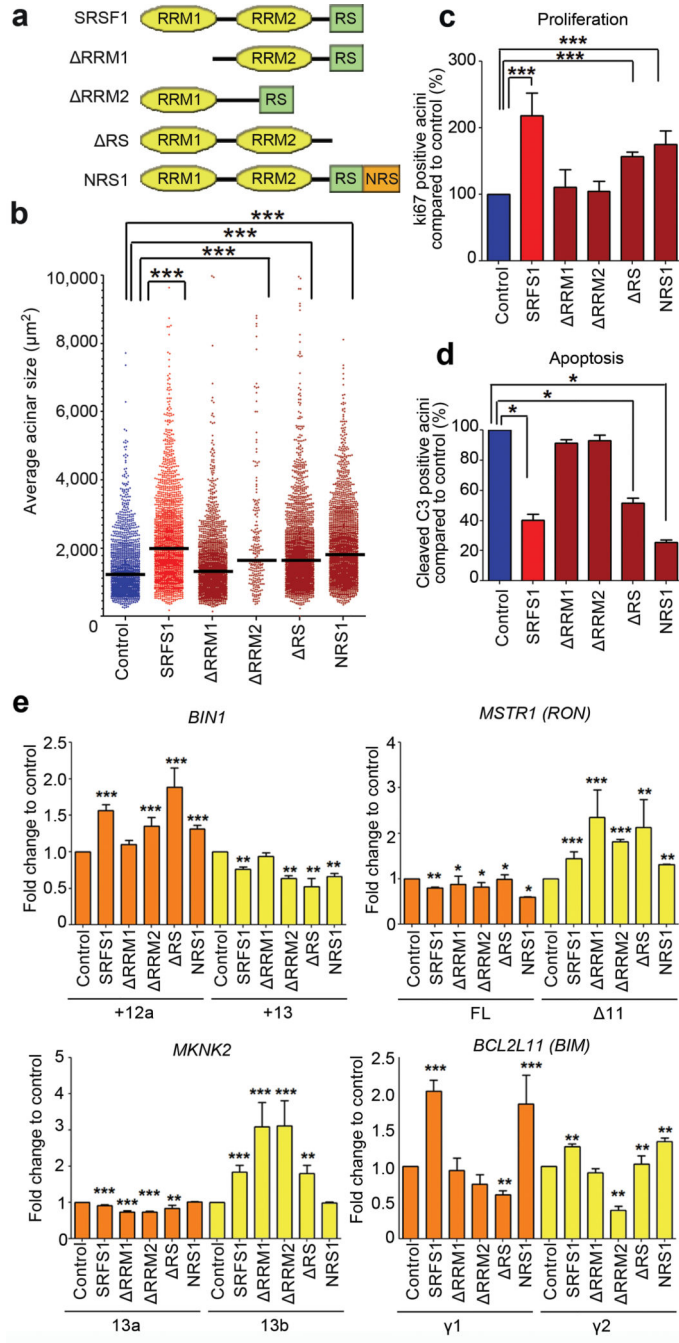 a
SRSF1 RRM1 RRM2 RS
ΔRRM1 RRM2 RS
ΔRRM2 RRM1 RS
ΔRS RRM1 RRM2
NRS1 RRM1 RRM2 RS NRS
b
***
***
***
***
Average acinar size (µm²)
10,000
8,000
6,000
4,000
2,000
0
Control SRFS1 ΔRRM1 ΔRRM2 ΔRS NRS1
c
Proliferation
***
***
***
ki67 positive acini
compared to control (%)
300
200
100
0
Control SRFS1 ΔRRM1 ΔRRM2 ΔRS NRS1
d
Apoptosis
*
*
*
Cleaved C3 positive acini
compared to control (%)
100
80
60
40
20
0
Control SRFS1 ΔRRM1 ΔRRM2 ΔRS NRS1
e
BIN1
Fold change to control
2.5
2.0
1.5
1.0
0.5
0
*** *** *** *** ** ** ** **
Control SRFS1 ΔRRM1 ΔRRM2 ΔRS NRS1 Control SRFS1 ΔRRM1 ΔRRM2 ΔRS NRS1
+12a +13
MSTR1 (RON)
Fold change to control
4
3
2
1
0
** * * * * *** *** *** ** **
Control SRFS1 ΔRRM1 ΔRRM2 ΔRS NRS1 Control SRFS1 ΔRRM1 ΔRRM2 ΔRS NRS1
FL Δ11
MKNK2
Fold change to control
5
4
3
2
1
0
*** *** *** ** ** *** *** **
Control SRFS1 ΔRRM1 ΔRRM2 ΔRS NRS1 Control SRFS1 ΔRRM1 ΔRRM2 ΔRS NRS1
13a 13b
BCL2L11 (BIM)
Fold change to control
2.5
2.0
1.5
1.0
0.5
0
*** ** *** ** ** ** **
Control SRFS1 ΔRRM1 ΔRRM2 ΔRS NRS1 Control SRFS1 ΔRRM1 ΔRRM2 ΔRS NRS1
γ1 γ2